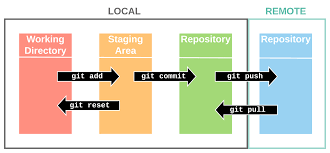 LOCAL
REMOTE
Working
Directory
Staging
Area
Repository
Repository
git add
git commit
git push
git reset
git pull